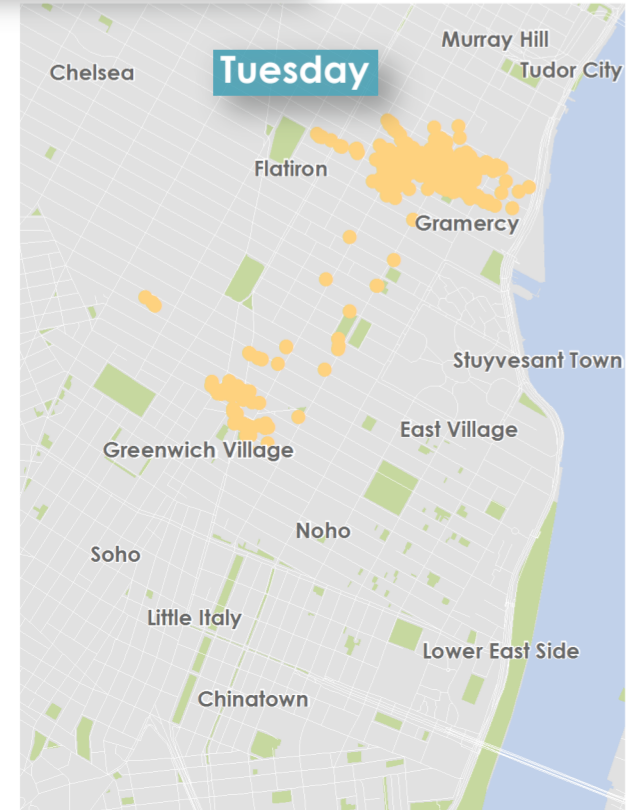 Murray Hill
Chelsea
Tuesday
Tudor City
Flatiron
Gramercy
Stuyvesant Town
East Village
Greenwich Village
Noho
Soho
Little Italy
Lower East Side
Chinatown